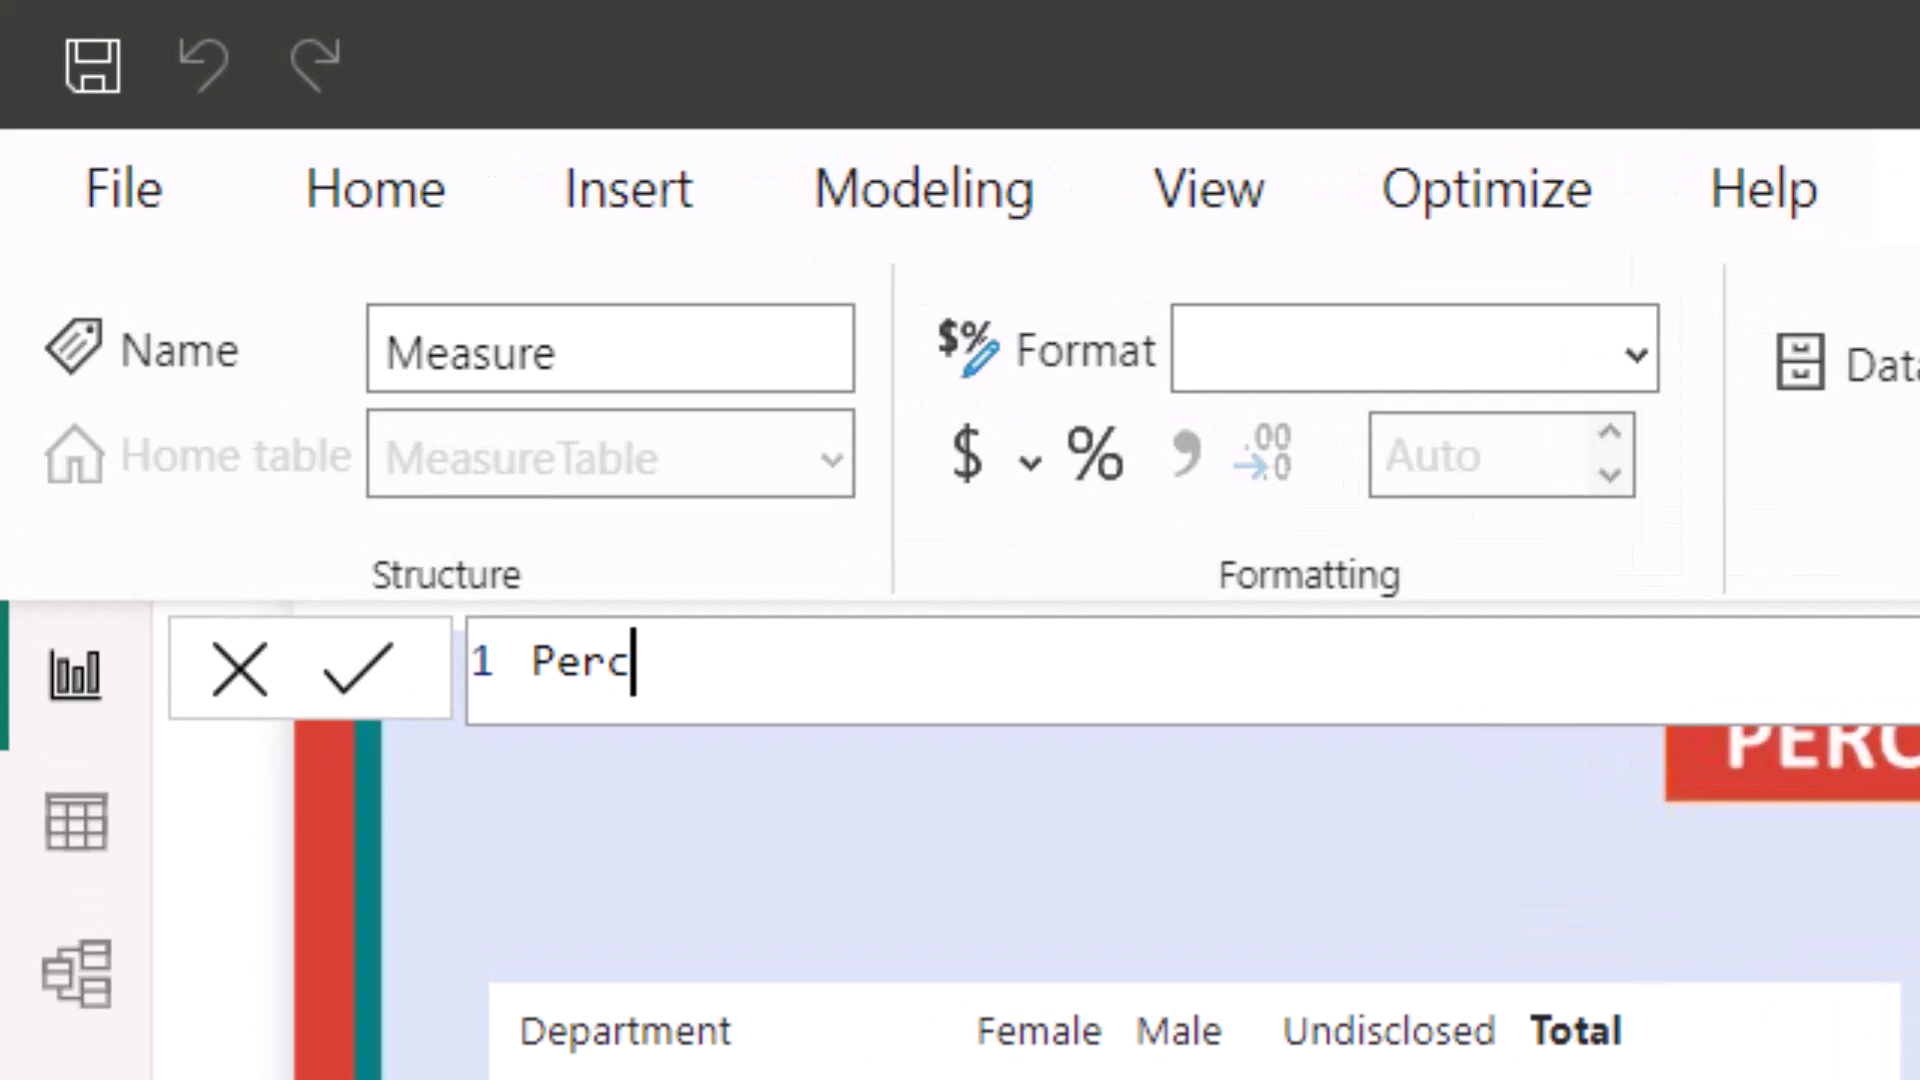 File Home Insert Modeling View Optimize Help
Name Measure $% Format
Home table MeasureTable $ % , .00 .0 Auto
Structure Formatting
1 Perc
Department Female Male Undisclosed Total